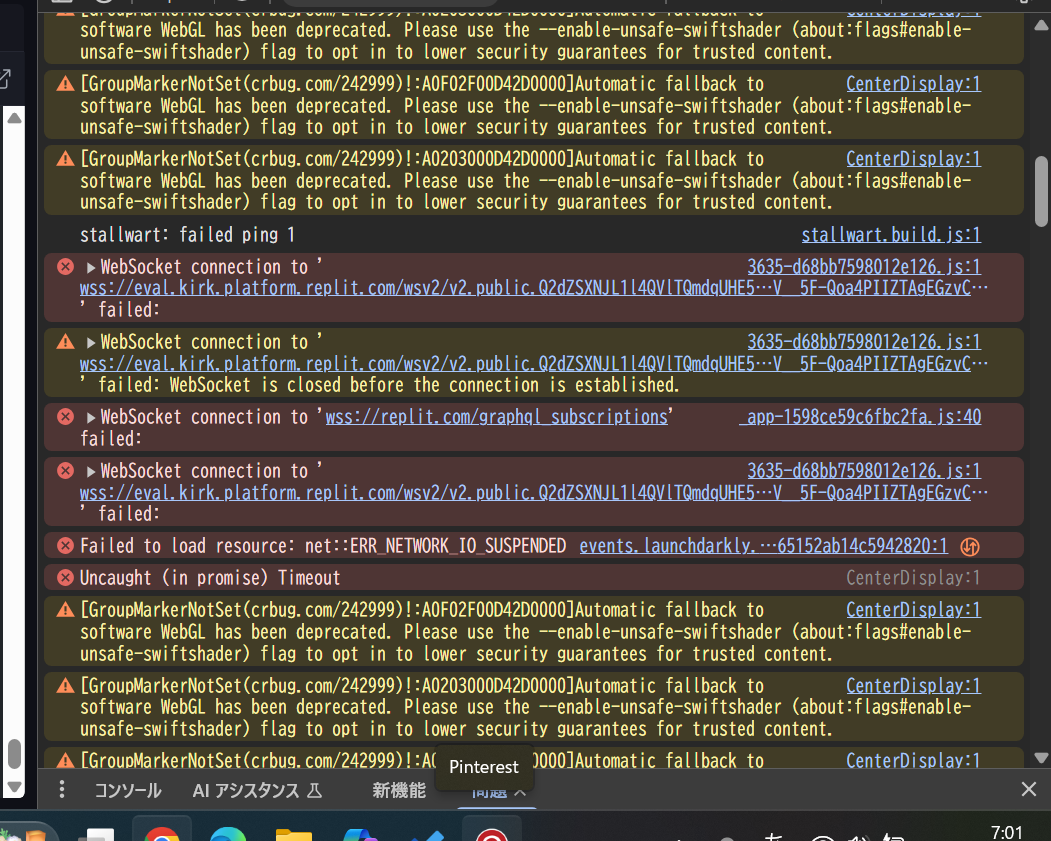 software WebGL has been deprecated. Please use the --enable-unsafe-swiftshader (about:flags#enable-
unsafe-swiftshader) flag to opt in to lower security guarantees for trusted content.
[GroupMarkerNotSet(crbug.com/242999)!:A0F02F00D42D0000]Automatic fallback to CenterDisplay:1
software WebGL has been deprecated. Please use the --enable-unsafe-swiftshader (about:flags#enable-
unsafe-swiftshader) flag to opt in to lower security guarantees for trusted content.
[GroupMarkerNotSet(crbug.com/242999)!:A0203000D42D0000]Automatic fallback to CenterDisplay:1
software WebGL has been deprecated. Please use the --enable-unsafe-swiftshader (about:flags#enable-
unsafe-swiftshader) flag to opt in to lower security guarantees for trusted content.
stallwart: failed ping 1 stallwart.build.js:1
WebSocket connection to ' 3635-d68bb7598012e126.js:1
wss://eval.kirk.platform.replit.com/wsv2/v2.public.Q2dZSXNJL1l4QVlTQmdqUHE5…V__5F-Qoa4PIIZTAgEGzvC…
' failed:
WebSocket connection to ' 3635-d68bb7598012e126.js:1
wss://eval.kirk.platform.replit.com/wsv2/v2.public.Q2dZSXNJL1l4QVlTQmdqUHE5…V__5F-Qoa4PIIZTAgEGzvC…
' failed: WebSocket is closed before the connection is established.
WebSocket connection to 'wss://replit.com/graphql_subscriptions' _app-1598ce59c6fbc2fa.js:40
failed:
WebSocket connection to ' 3635-d68bb7598012e126.js:1
wss://eval.kirk.platform.replit.com/wsv2/v2.public.Q2dZSXNJL1l4QVlTQmdqUHE5…V__5F-Qoa4PIIZTAgEGzvC…
' failed:
Failed to load resource: net::ERR_NETWORK_IO_SUSPENDED events.launchdarkly.…65152ab14c5942820:1
Uncaught (in promise) Timeout CenterDisplay:1
[GroupMarkerNotSet(crbug.com/242999)!:A0F02F00D42D0000]Automatic fallback to CenterDisplay:1
software WebGL has been deprecated. Please use the --enable-unsafe-swiftshader (about:flags#enable-
unsafe-swiftshader) flag to opt in to lower security guarantees for trusted content.
[GroupMarkerNotSet(crbug.com/242999)!:A0203000D42D0000]Automatic fallback to CenterDisplay:1
software WebGL has been deprecated. Please use the --enable-unsafe-swiftshader (about:flags#enable-
unsafe-swiftshader) flag to opt in to lower security guarantees for trusted content.
[GroupMarkerNotSet(crbug.com/242999)!:A0 0D42D0000]Automatic fallback to CenterDisplay:1
Pinterest
コンソール AI アシスタンス 新機能 問題
7:01